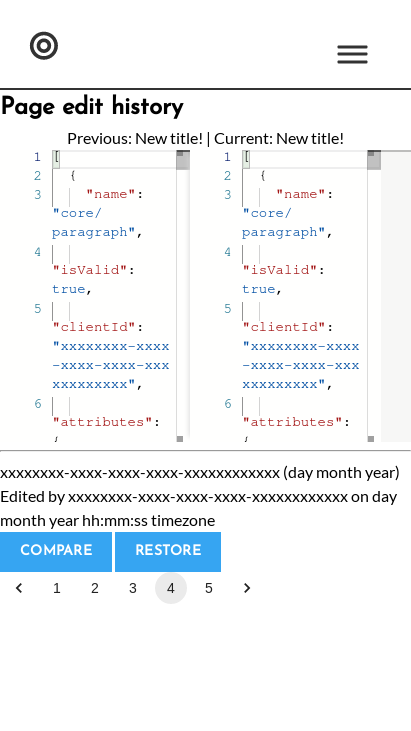 Page edit history
Previous: New title! | Current: New title!
1 [
2 {
3 "name":
"core/
paragraph",
4
"isValid":
true,
5
"clientId":
"xxxxxxxx-xxxx
-xxxx-xxxx-xxx
xxxxxxxxx",
6
"attributes":
{
1 [
2 {
3 "name":
"core/
paragraph",
4
"isValid":
true,
5
"clientId":
"xxxxxxxx-xxxx
-xxxx-xxxx-xxx
xxxxxxxxx",
6
"attributes":
{
xxxxxxxx-xxxx-xxxx-xxxx-xxxxxxxxxxxx (day month year)
Edited by xxxxxxxx-xxxx-xxxx-xxxx-xxxxxxxxxxxx on day
month year hh:mm:ss timezone
COMPARE RESTORE
1 2 3 4 5